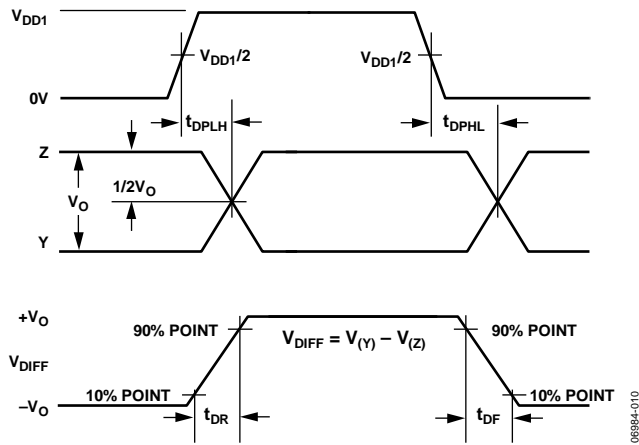 VDD1
VDD1/2
VDD1/2
0V
tDPLH
tDPHL
Z
1/2VO
VO
Y
+VO
90% POINT
VDIFF = V(Y) – V(Z)
90% POINT
VDIFF
10% POINT
10% POINT
–VO
tDR
tDF
06984-010